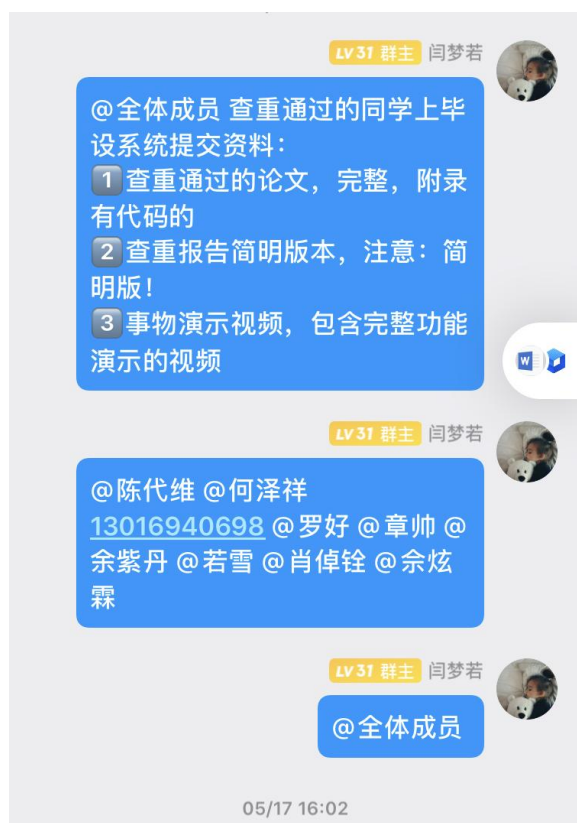 LV31 群主 闫梦若
@全体成员 查重通过的同学上毕
设系统提交资料：
1️⃣查重通过的论文，完整，附录
有代码的
2️⃣查重报告简明版本，注意：简
明版！
3️⃣事物演示视频，包含完整功能
演示的视频
W
LV31 群主 闫梦若
@陈代维 @何泽祥
13016940698 @罗好 @章帅 @
余紫丹 @若雪 @肖倬铨 @佘炫
霖
LV31 群主 闫梦若
@全体成员
05/17 16:02